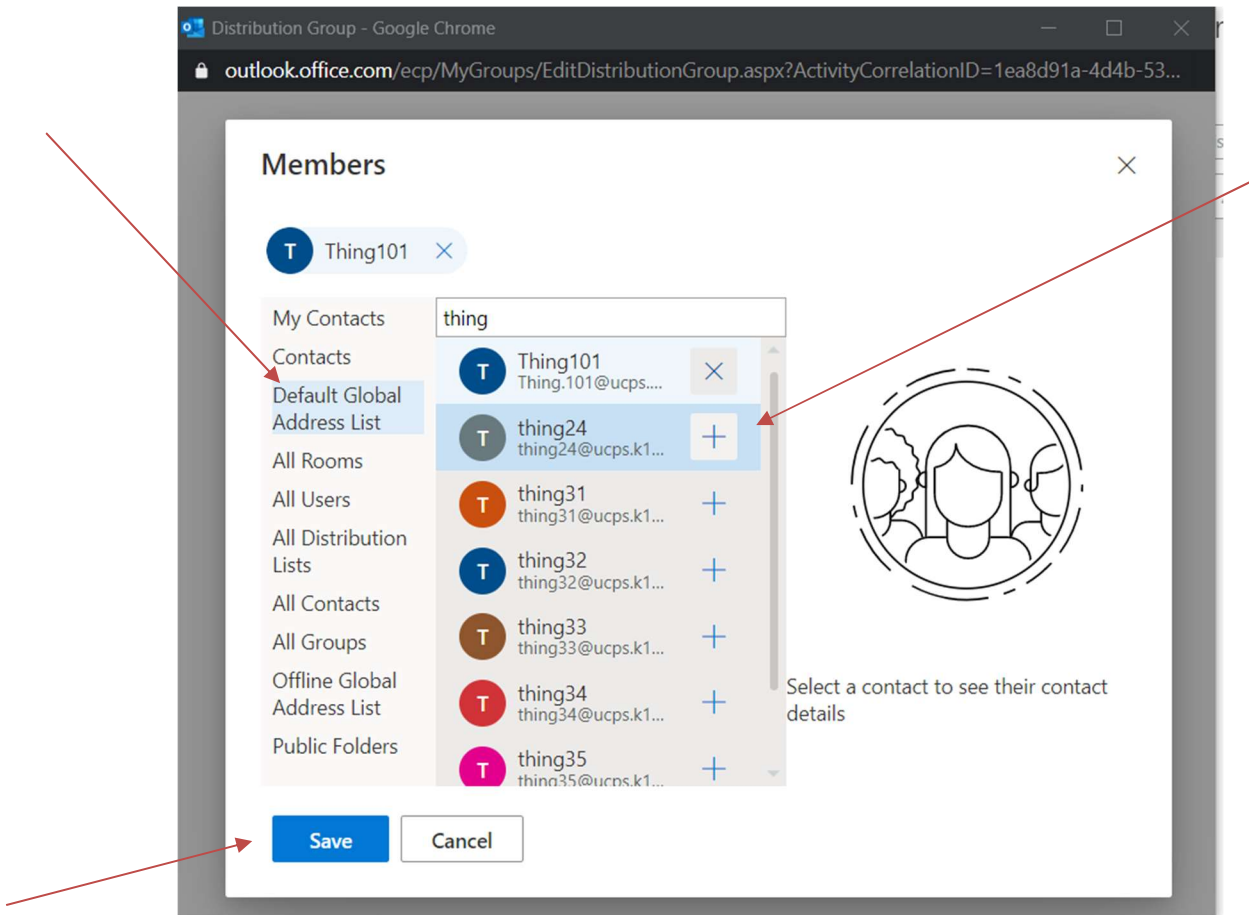 Distribution Group - Google Chrome
outlook.office.com/ecp/MyGroups/EditDistributionGroup.aspx?ActivityCorrelationID=1ea8d91a-4d4b-53...
Members
T Thing101
My Contacts
Contacts
Default Global
Address List
All Rooms
All Users
All Distribution
Lists
All Contacts
All Groups
Offline Global
Address List
Public Folders
thing
T Thing101
Thing.101@ucps....
T thing24
thing24@ucps.k1...
T thing31
thing31@ucps.k1...
T thing32
thing32@ucps.k1...
T thing33
thing33@ucps.k1...
T thing34
thing34@ucps.k1...
T thing35
thing35@ucps.k1...
Select a contact to see their contact
details
Save Cancel